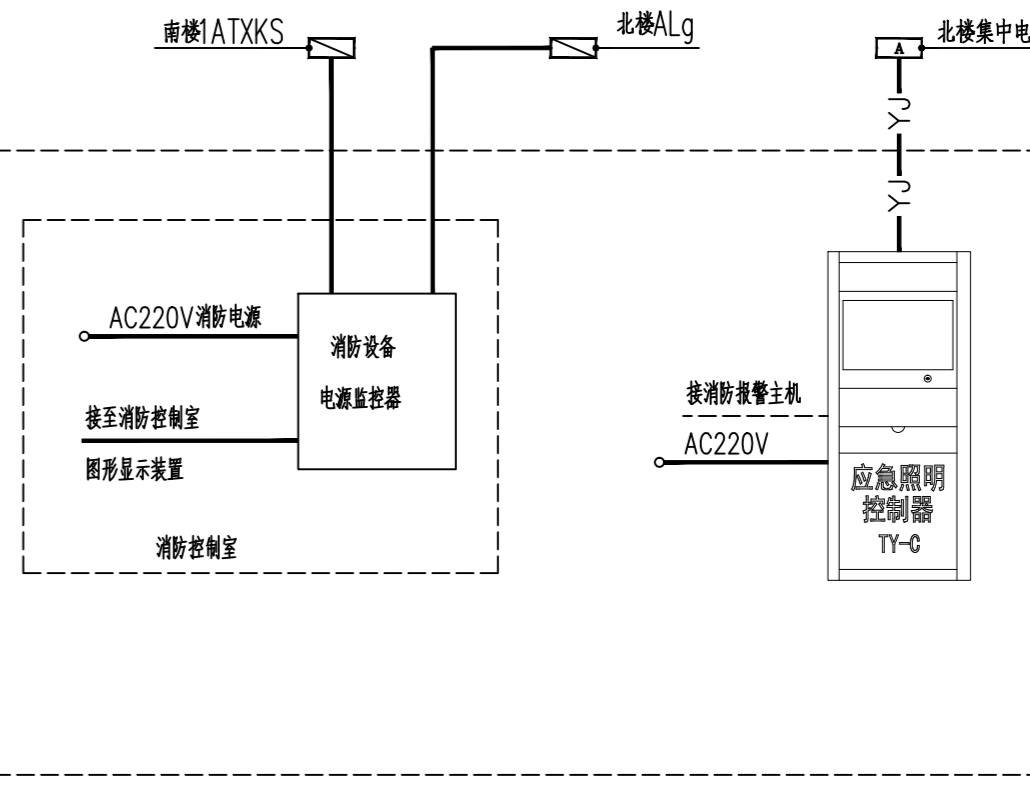 南楼1ATXKS
北楼ALg
北楼集中电
A
YJ
YJ
AC220V消防电源
消防设备
电源监控器
接至消防控制室
图形显示装置
消防控制室
接消防报警主机
AC220V
应急照明
控制器
TY-C